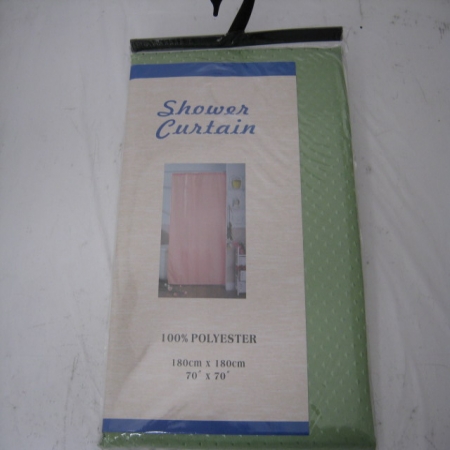 Shower
Curtain
100% POLYESTER
180cm x 180cm
70" x 70"